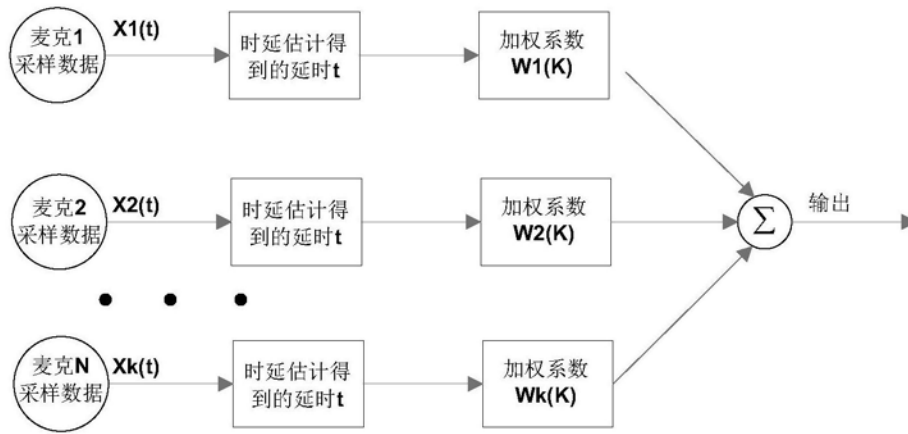 麦克1
采样数据
X1(t)
时延估计得
到的延时t
加权系数
W1(K)
麦克2
采样数据
X2(t)
时延估计得
到的延时t
加权系数
W2(K)
Σ
输出
麦克N
采样数据
Xk(t)
时延估计得
到的延时t
加权系数
Wk(K)